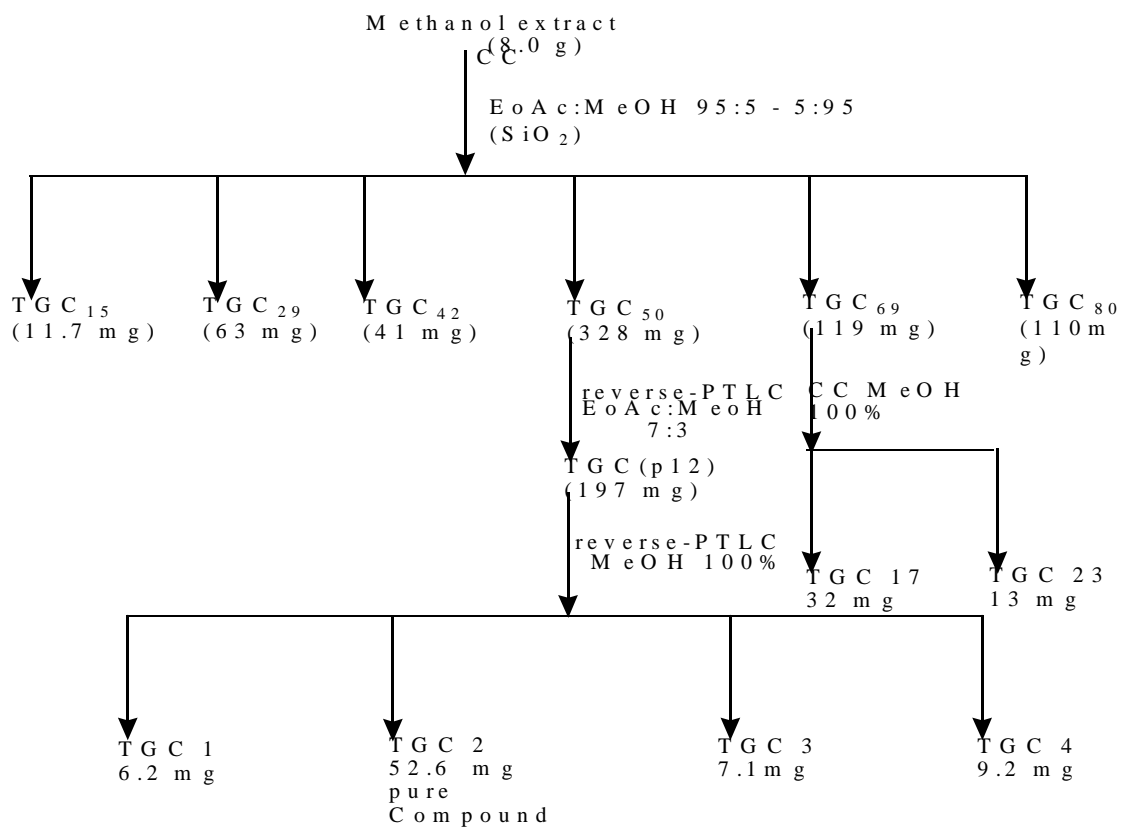 Methanol extract
(8.0 g)
CC
EoAc:MeOH 95:5 - 5:95
(SiO₂)
TGC₁₅
(11.7 mg)
TGC₂₉
(63 mg)
TGC₄₂
(41 mg)
TGC₅₀
(328 mg)
TGC₆₉
(119 mg)
TGC₈₀
(110m
g)
reverse-PTLC
EoAc:MeoH
7:3
CC MeOH
100%
TGC(p12)
(197 mg)
reverse-PTLC
MeOH 100%
TGC 17
32 mg
TGC 23
13 mg
TGC 1
6.2 mg
TGC 2
52.6 mg
pure
Compound
TGC 3
7.1mg
TGC 4
9.2 mg